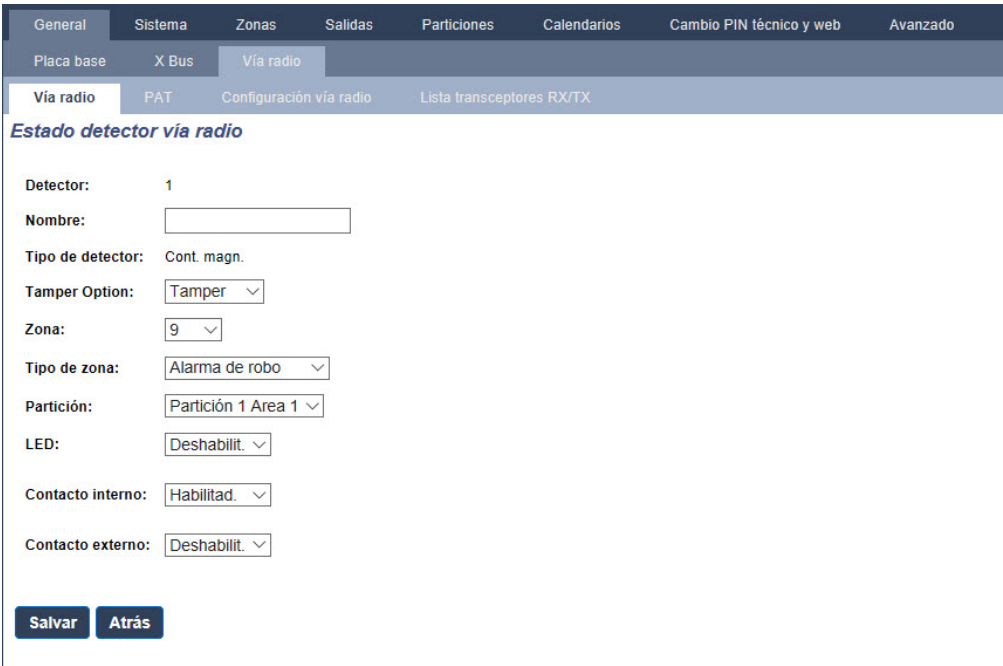 General Sistema Zonas Salidas Particiones Calendarios Cambio PIN técnico y web Avanzado
Placa base X Bus Vía radio
Vía radio PAT Configuración vía radio Lista transceptores RX/TX
Estado detector vía radio
Detector: 1
Nombre:
Tipo de detector: Cont. magn.
Tamper Option: Tamper
Zona: 9
Tipo de zona: Alarma de robo
Partición: Partición 1 Area 1
LED: Deshabilit.
Contacto interno: Habilitad.
Contacto externo: Deshabilit.
Salvar Atrás